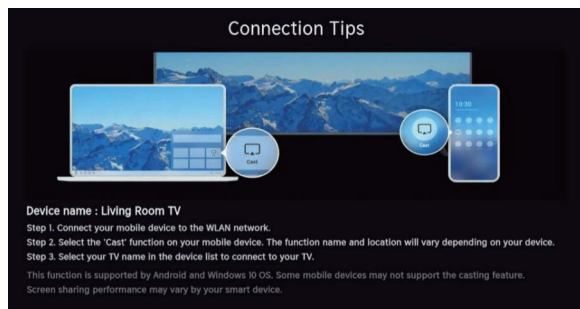 Connection Tips
Cast
10:30
Cast
Device name : Living Room TV
Step 1. Connect your mobile device to the WLAN network.
Step 2. Select the 'Cast' function on your mobile device. The function name and location will vary depending on your device.
Step 3. Select your TV name in the device list to connect to your TV.
This function is supported by Android and Windows 10 OS. Some mobile devices may not support the casting feature.
Screen sharing performance may vary by your smart device.